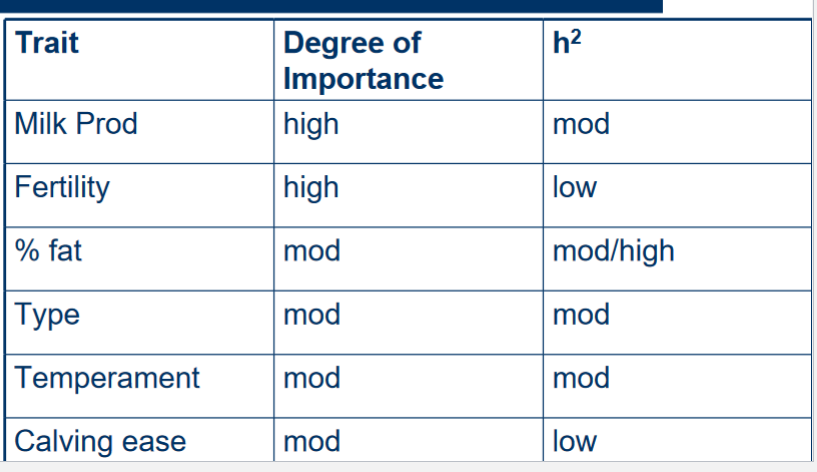 Trait Degree of Importance h²
Milk Prod high mod
Fertility high low
% fat mod mod/high
Type mod mod
Temperament mod mod
Calving ease mod low